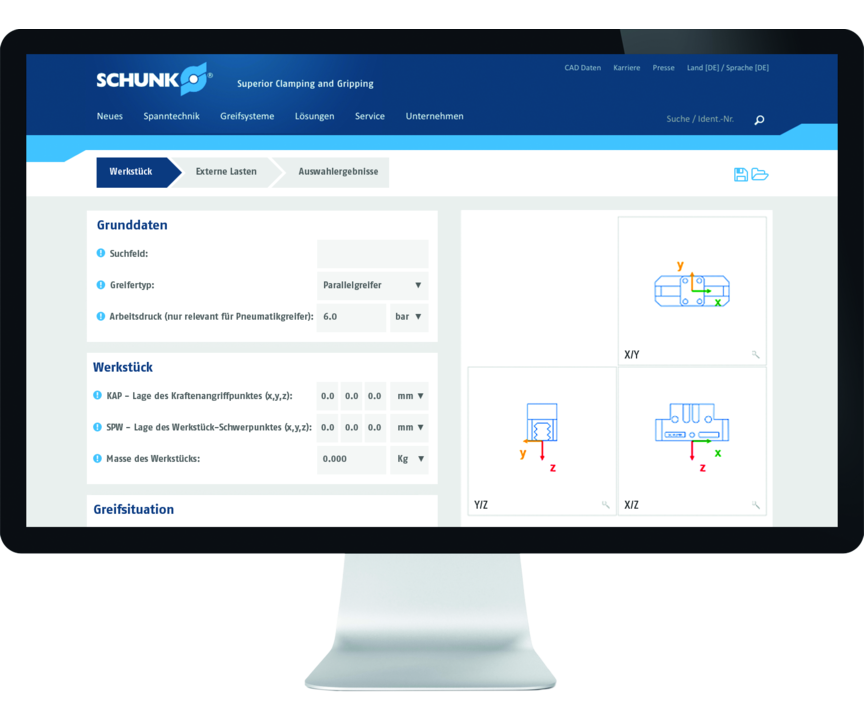 CAD Daten Karriere Presse Land [DE] / Sprache [DE]
SCHUNK ®
Superior Clamping and Gripping
Neues Spanntechnik Greifsysteme Lösungen Service Unternehmen
Suche / Ident.-Nr.
Werkstück Externe Lasten Auswahlergebnisse
Grunddaten
Suchfeld:
Greifertyp: Parallelgreifer ▼
Arbeitsdruck (nur relevant für Pneumatikgreifer): 6.0 bar ▼
Werkstück
KAP - Lage des Kraftenangriffpunktes (x,y,z): 0.0 0.0 0.0 mm ▼
SPW - Lage des Werkstück-Schwerpunktes (x,y,z): 0.0 0.0 0.0 mm ▼
Masse des Werkstücks: 0.000 Kg ▼
Greifsituation
y
x
X/Y
y
z
Y/Z
SCHUNK
x
z
X/Z